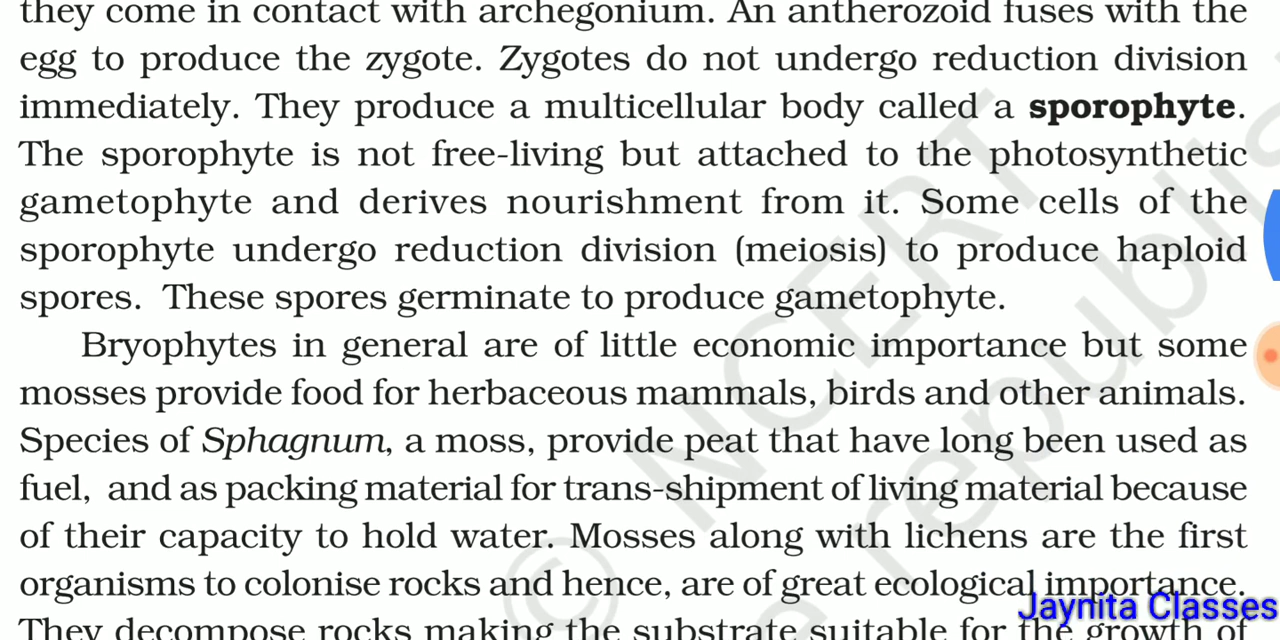 they come in contact with archegonium. An antherozoid fuses with the
egg to produce the zygote. Zygotes do not undergo reduction division
immediately. They produce a multicellular body called a sporophyte.
The sporophyte is not free-living but attached to the photosynthetic
gametophyte and derives nourishment from it. Some cells of the
sporophyte undergo reduction division (meiosis) to produce haploid
spores. These spores germinate to produce gametophyte.
Bryophytes in general are of little economic importance but some
mosses provide food for herbaceous mammals, birds and other animals.
Species of Sphagnum, a moss, provide peat that have long been used as
fuel, and as packing material for trans-shipment of living material because
of their capacity to hold water. Mosses along with lichens are the first
organisms to colonise rocks and hence, are of great ecological importance.
They decompose rocks making the substrate suitable for the growth of
Jaynita Classes
© NCERT
republis